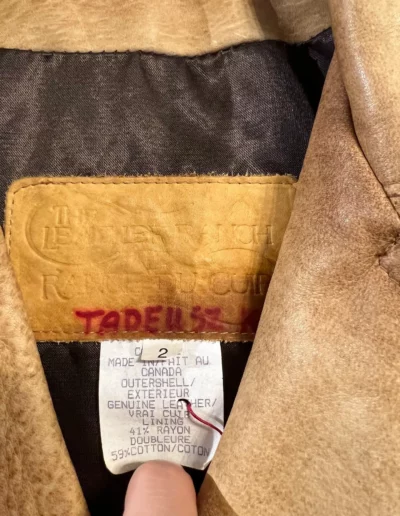 THE
LEATHER RANCH
RANCH DU CUIR
TADEUSZ K
2
MADE IN/FAIT AU
CANADA
OUTERSHELL/
EXTERIEUR
GENUINE LEATHER/
VRAI CUIR
LINING
41% RAYON
DOUBLEURE
59%COTTON/COTON